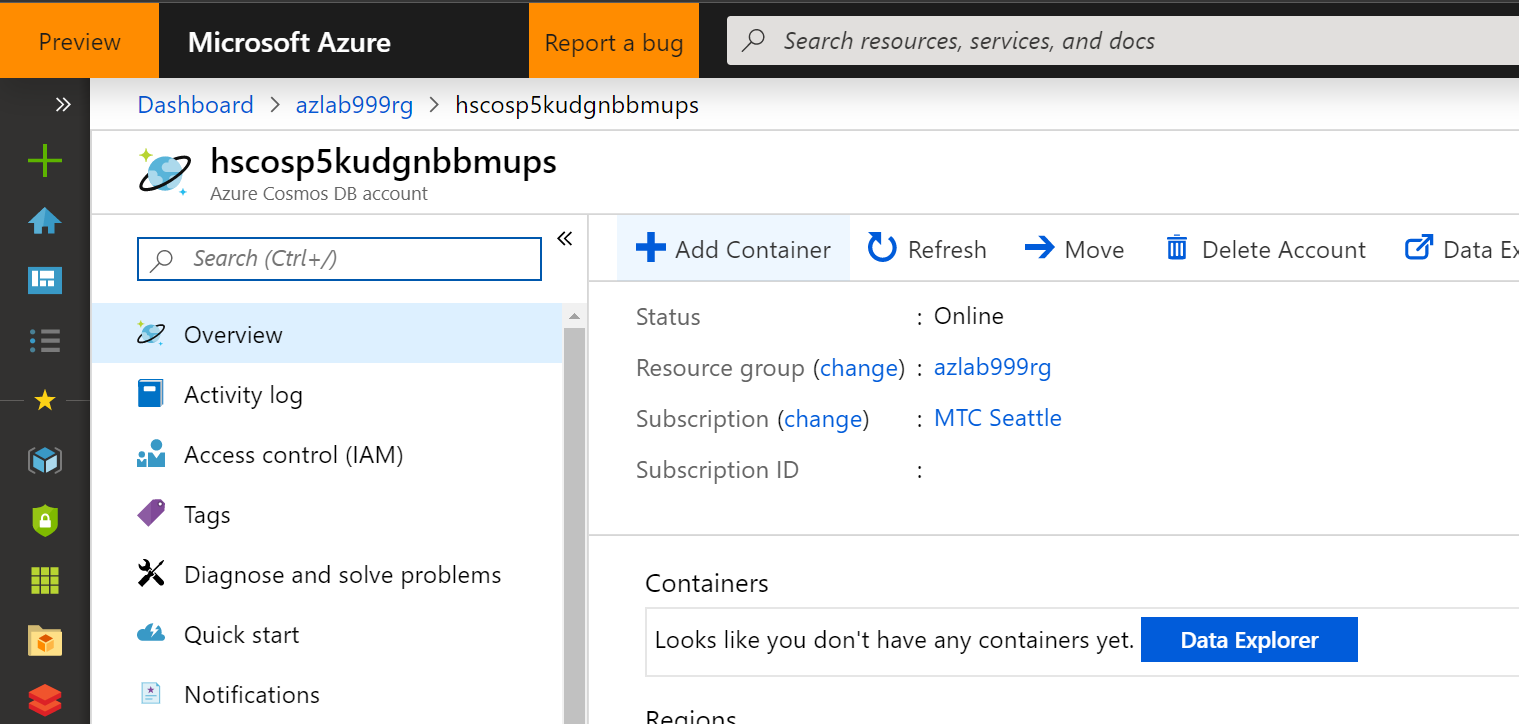 Preview
Microsoft Azure
Report a bug
Search resources, services, and docs
Dashboard > azlab999rg > hscosp5kudgnbbmups
hscosp5kudgnbbmups
Azure Cosmos DB account
Search (Ctrl+/)
Overview
Activity log
Access control (IAM)
Tags
Diagnose and solve problems
Quick start
Notifications
Add Container
Refresh
Move
Delete Account
Data Ex
Status : Online
Resource group (change) : azlab999rg
Subscription (change) : MTC Seattle
Subscription ID :
Containers
Looks like you don't have any containers yet. Data Explorer
Regions